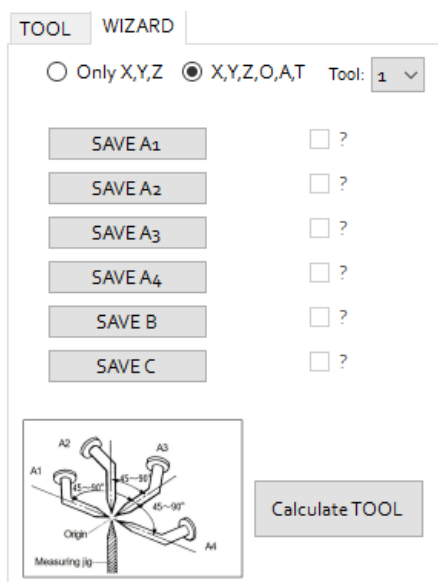 TOOL WIZARD
Only X,Y,Z X,Y,Z,O,A,T Tool: 1
SAVE A1 ?
SAVE A2 ?
SAVE A3 ?
SAVE A4 ?
SAVE B ?
SAVE C ?
A2 A3
45~90°
A1
45~90°
45~90°
Origin
A4
Measuring jig
Calculate TOOL